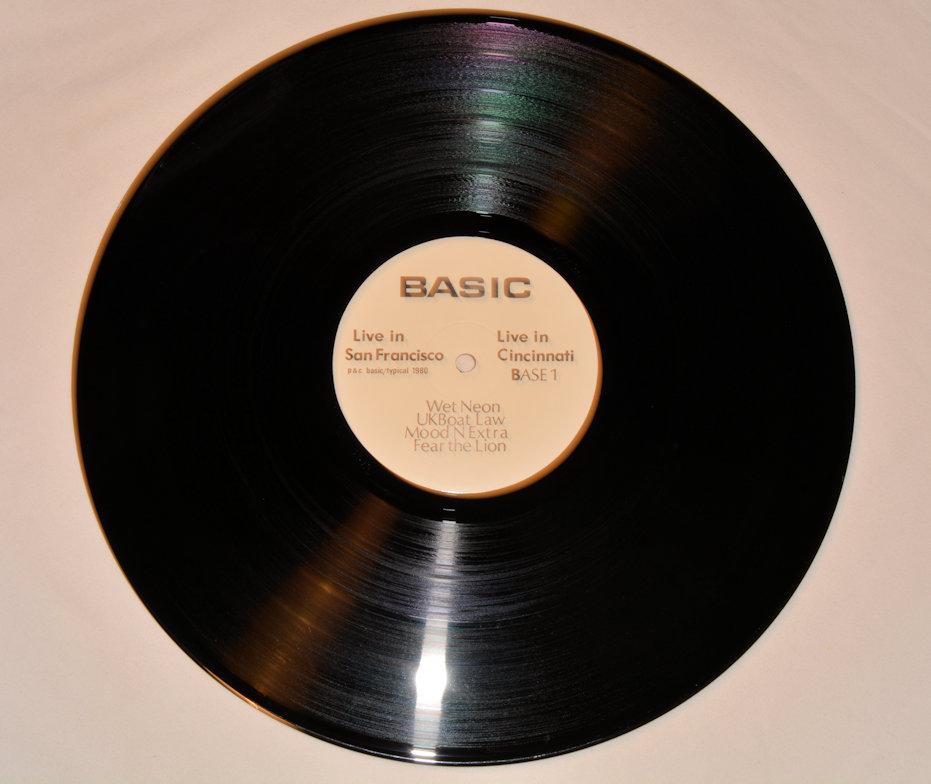 BASIC
Live in
San Francisco
p & c basic/typical 1980
Live in
Cincinnati
BASE 1
Wet Neon
UKBoat Law
Mood N Extra
Fear the Lion